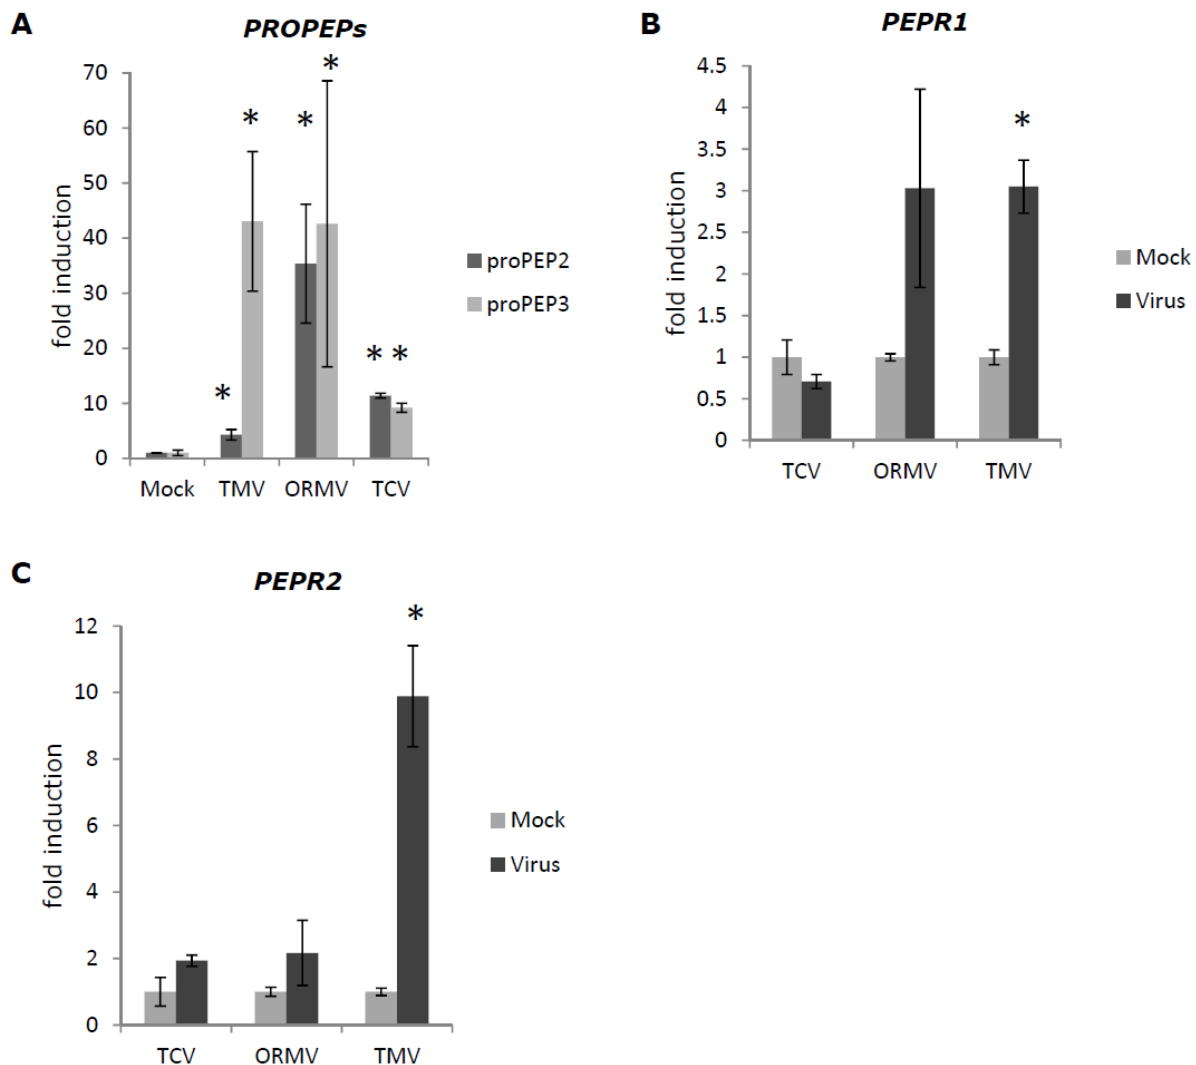 A
PROPEPs
70
60
50
40
30
20
10
0
fold induction
* * * * * *
Mock TMV ORMV TCV
proPEP2
proPEP3
B
PEPR1
4.5
4
3.5
3
2.5
2
1.5
1
0.5
0
fold induction
*
TCV ORMV TMV
Mock
Virus
C
PEPR2
12
10
8
6
4
2
0
fold induction
*
TCV ORMV TMV
Mock
Virus